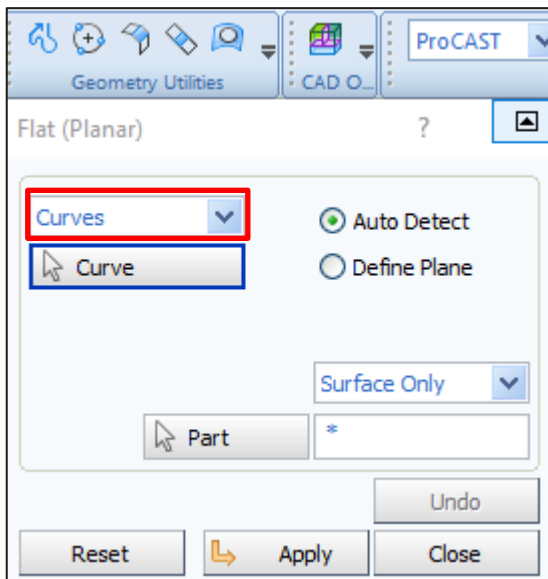 ProCAST
Geometry Utilities
CAD O...
Flat (Planar)
?
Curves
Auto Detect
Curve
Define Plane
Surface Only
Part
*
Undo
Reset
Apply
Close